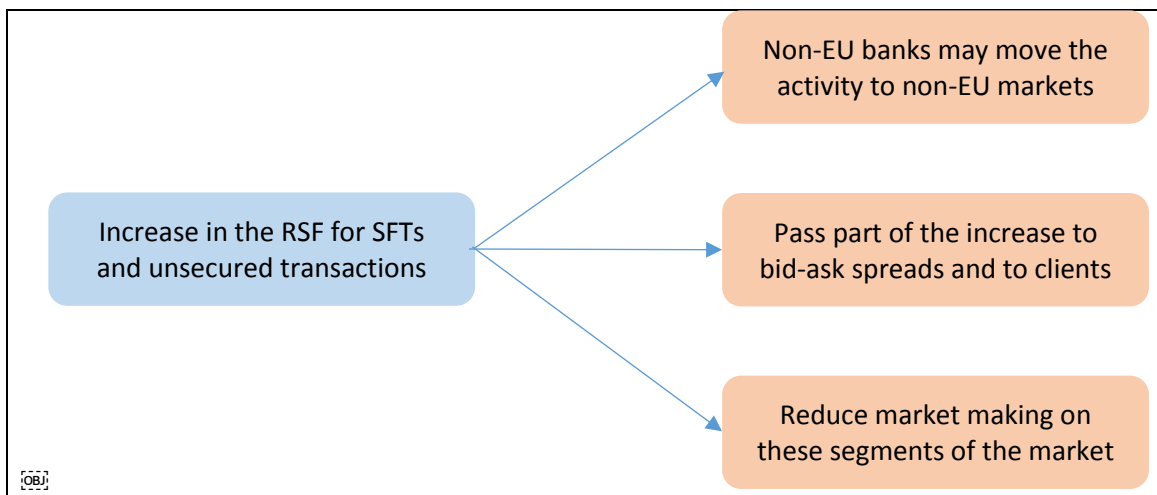 Non-EU banks may move the
activity to non-EU markets
Increase in the RSF for SFTs
and unsecured transactions
Pass part of the increase to
bid-ask spreads and to clients
Reduce market making on
these segments of the market
OBJ